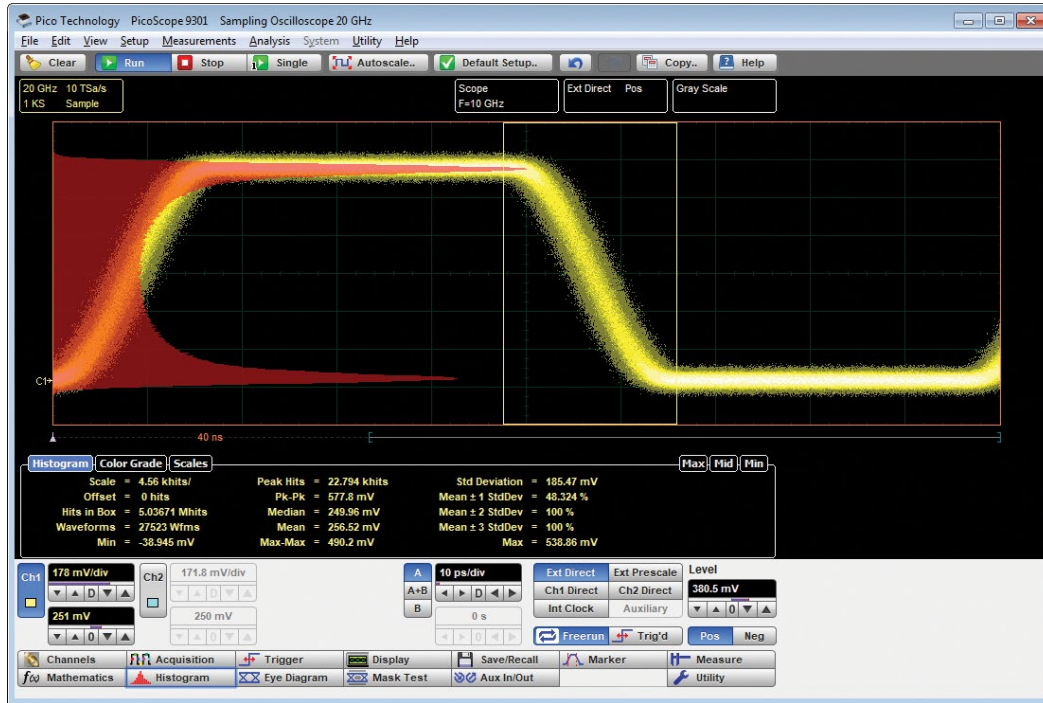 Pico Technology PicoScope 9301 Sampling Oscilloscope 20 GHz
File Edit View Setup Measurements Analysis System Utility Help
Clear Run Stop Single Autoscale.. Default Setup.. Copy.. Help
20 GHz 10 TSa/s Scope Ext Direct Pos Gray Scale
1 KS Sample F=10 GHz
C1
40 ns
Histogram Color Grade Scales Max Mid Min
Scale = 4.56 khits/ Peak Hits = 22.794 khits Std Deviation = 185.47 mV
Offset = 0 hits Pk-Pk = 577.8 mV Mean ± 1 StdDev = 48.324 %
Hits in Box = 5.03671 Mhits Median = 249.96 mV Mean ± 2 StdDev = 100 %
Waveforms = 27523 Wfms Mean = 256.52 mV Mean ± 3 StdDev = 100 %
Min = -38.945 mV Max-Max = 490.2 mV Max = 538.86 mV
Ch1 178 mV/div Ch2 171.8 mV/div A 10 ps/div Ext Direct Ext Prescale Level
D D A+B D Ch1 Direct Ch2 Direct 380.5 mV
251 mV 250 mV B 0 s Int Clock Auxiliary 0
0 0 0 Freerun Trig'd Pos Neg
Channels Acquisition Trigger Display Save/Recall Marker Measure
fω Mathematics Histogram Eye Diagram Mask Test Aux In/Out Utility